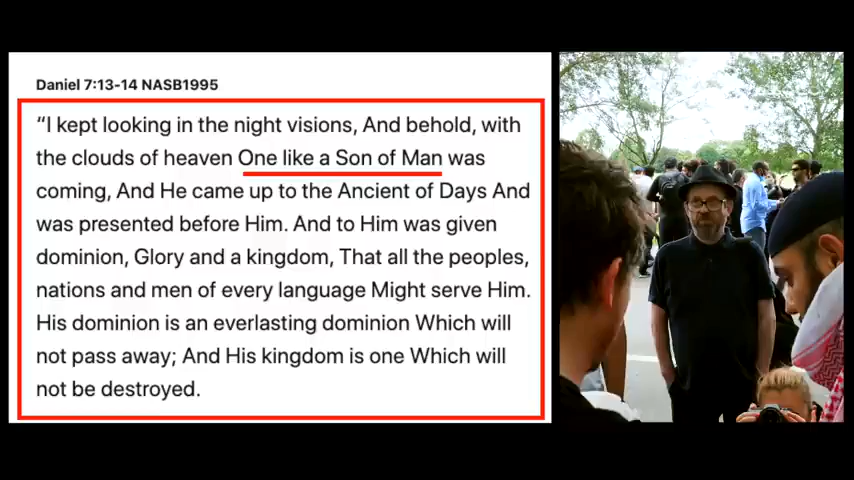 Daniel 7:13-14 NASB1995
“I kept looking in the night visions, And behold, with
the clouds of heaven One like a Son of Man was
coming, And He came up to the Ancient of Days And
was presented before Him. And to Him was given
dominion, Glory and a kingdom, That all the peoples,
nations and men of every language Might serve Him.
His dominion is an everlasting dominion Which will
not pass away; And His kingdom is one Which will
not be destroyed.